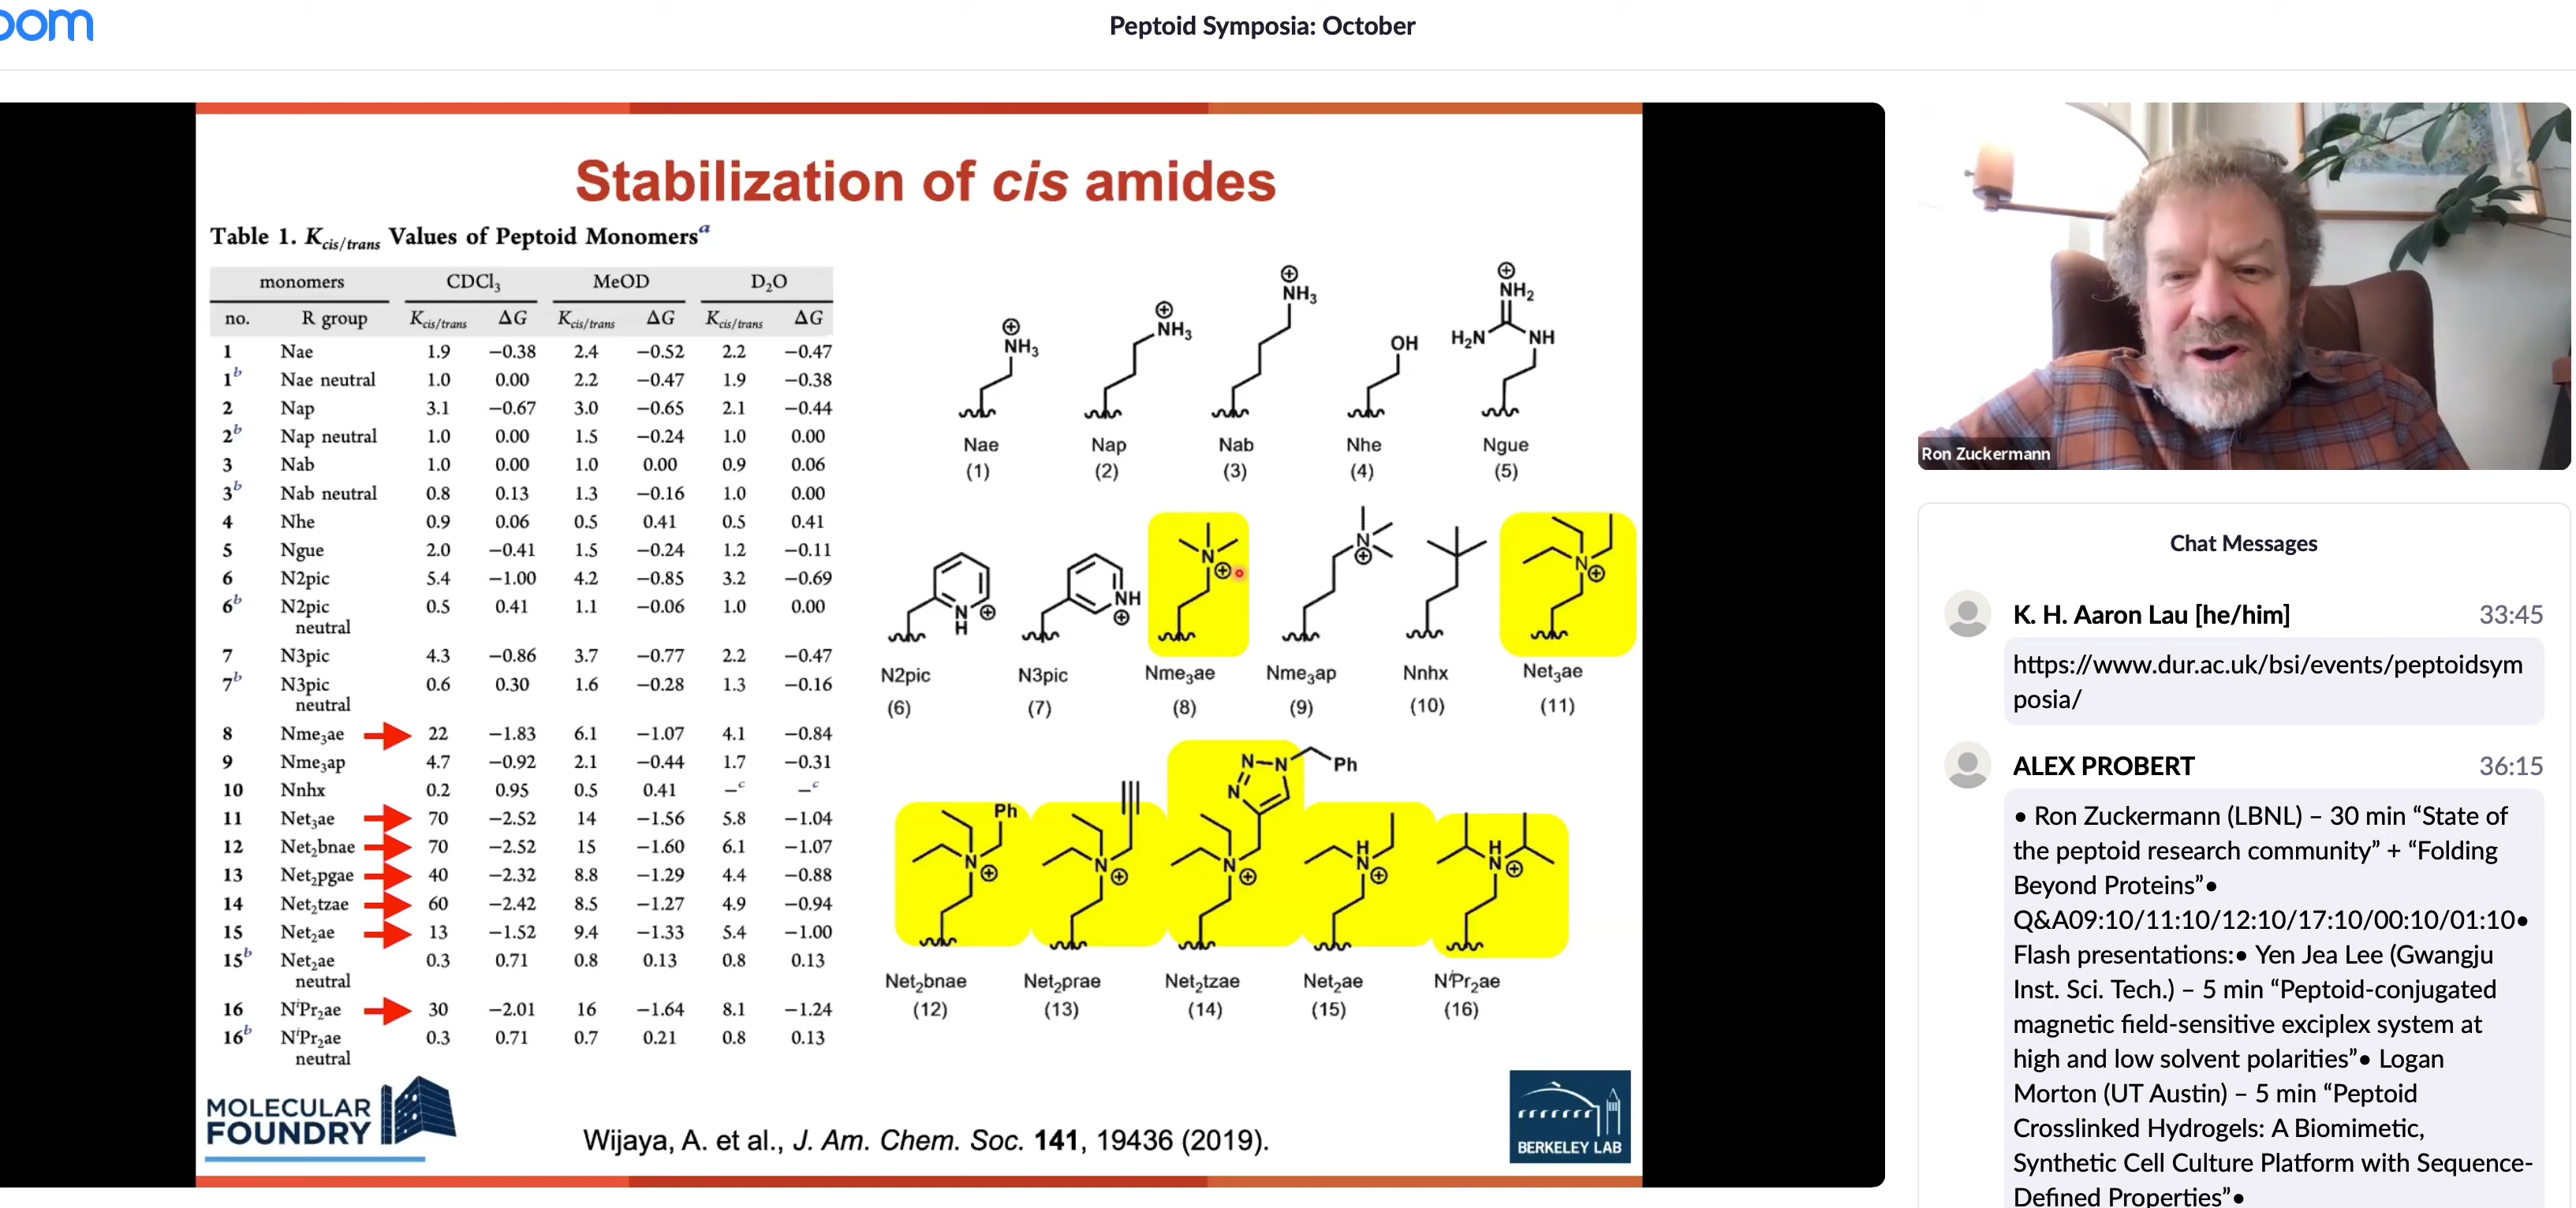 oom
Peptoid Symposia: October
Stabilization of cis amides
Table 1. Kcis/trans Values of Peptoid Monomersᵃ
monomers CDCl₃ MeOD D₂O
no. R group Kcis/trans ΔG Kcis/trans ΔG Kcis/trans ΔG
1 Nae 1.9 −0.38 2.4 −0.52 2.2 −0.47
1ᵇ Nae neutral 1.0 0.00 2.2 −0.47 1.9 −0.38
2 Nap 3.1 −0.67 3.0 −0.65 2.1 −0.44
2ᵇ Nap neutral 1.0 0.00 1.5 −0.24 1.0 0.00
3 Nab 1.0 0.00 1.0 0.00 0.9 0.06
3ᵇ Nab neutral 0.8 0.13 1.3 −0.16 1.0 0.00
4 Nhe 0.9 0.06 0.5 0.41 0.5 0.41
5 Ngue 2.0 −0.41 1.5 −0.24 1.2 −0.11
6 N2pic 5.4 −1.00 4.2 −0.85 3.2 −0.69
6ᵇ N2pic 0.5 0.41 1.1 −0.06 1.0 0.00
neutral
7 N3pic 4.3 −0.86 3.7 −0.77 2.2 −0.47
7ᵇ N3pic 0.6 0.30 1.6 −0.28 1.3 −0.16
neutral
8 Nme₃ae 22 −1.83 6.1 −1.07 4.1 −0.84
9 Nme₃ap 4.7 −0.92 2.1 −0.44 1.7 −0.31
10 Nnhx 0.2 0.95 0.5 0.41 −ᶜ −ᶜ
11 Net₃ae 70 −2.52 14 −1.56 5.8 −1.04
12 Net₂bnae 70 −2.52 15 −1.60 6.1 −1.07
13 Net₂pgae 40 −2.32 8.8 −1.29 4.4 −0.88
14 Net₂tzae 60 −2.42 8.5 −1.27 4.9 −0.94
15 Net₂ae 13 −1.52 9.4 −1.33 5.4 −1.00
15ᵇ Net₂ae 0.3 0.71 0.8 0.13 0.8 0.13
neutral
16 NⁱPr₂ae 30 −2.01 16 −1.64 8.1 −1.24
16ᵇ NⁱPr₂ae 0.3 0.71 0.7 0.21 0.8 0.13
neutral
⊕ ⊕ ⊕ ⊕
NH₃ NH₃ NH₃ OH NH₂ H₂N NH
Nae Nap Nab Nhe Ngue
(1) (2) (3) (4) (5)
N H ⊕ NH ⊕ N ⊕ N ⊕ N ⊕
N2pic N3pic Nme₃ae Nme₃ap Nnhx Net₃ae
(6) (7) (8) (9) (10) (11)
Ph N ⊕ N ⊕ N−N N Ph N ⊕ H N ⊕ H N ⊕
Net₂bnae Net₂prae Net₂tzae Net₂ae NⁱPr₂ae
(12) (13) (14) (15) (16)
MOLECULAR
FOUNDRY
Wijaya, A. et al., J. Am. Chem. Soc. 141, 19436 (2019).
BERKELEY LAB
Ron Zuckermann
Chat Messages
K. H. Aaron Lau [he/him] 33:45
https://www.dur.ac.uk/bsi/events/peptoidsym
posia/
ALEX PROBERT 36:15
• Ron Zuckermann (LBNL) – 30 min “State of
the peptoid research community” + “Folding
Beyond Proteins”•
Q&A09:10/11:10/12:10/17:10/00:10/01:10•
Flash presentations:• Yen Jea Lee (Gwangju
Inst. Sci. Tech.) – 5 min “Peptoid-conjugated
magnetic field-sensitive exciplex system at
high and low solvent polarities”• Logan
Morton (UT Austin) – 5 min “Peptoid
Crosslinked Hydrogels: A Biomimetic,
Synthetic Cell Culture Platform with Sequence-
Defined Properties”•